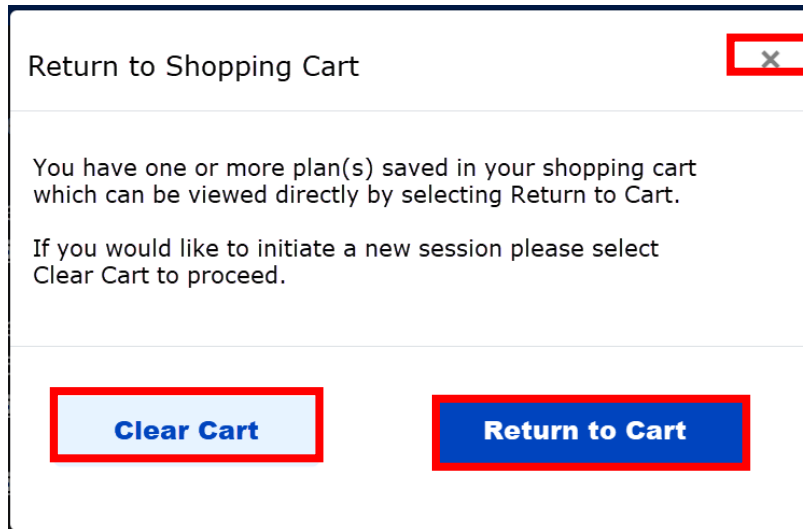 Return to Shopping Cart
×
You have one or more plan(s) saved in your shopping cart
which can be viewed directly by selecting Return to Cart.
If you would like to initiate a new session please select
Clear Cart to proceed.
Clear Cart
Return to Cart